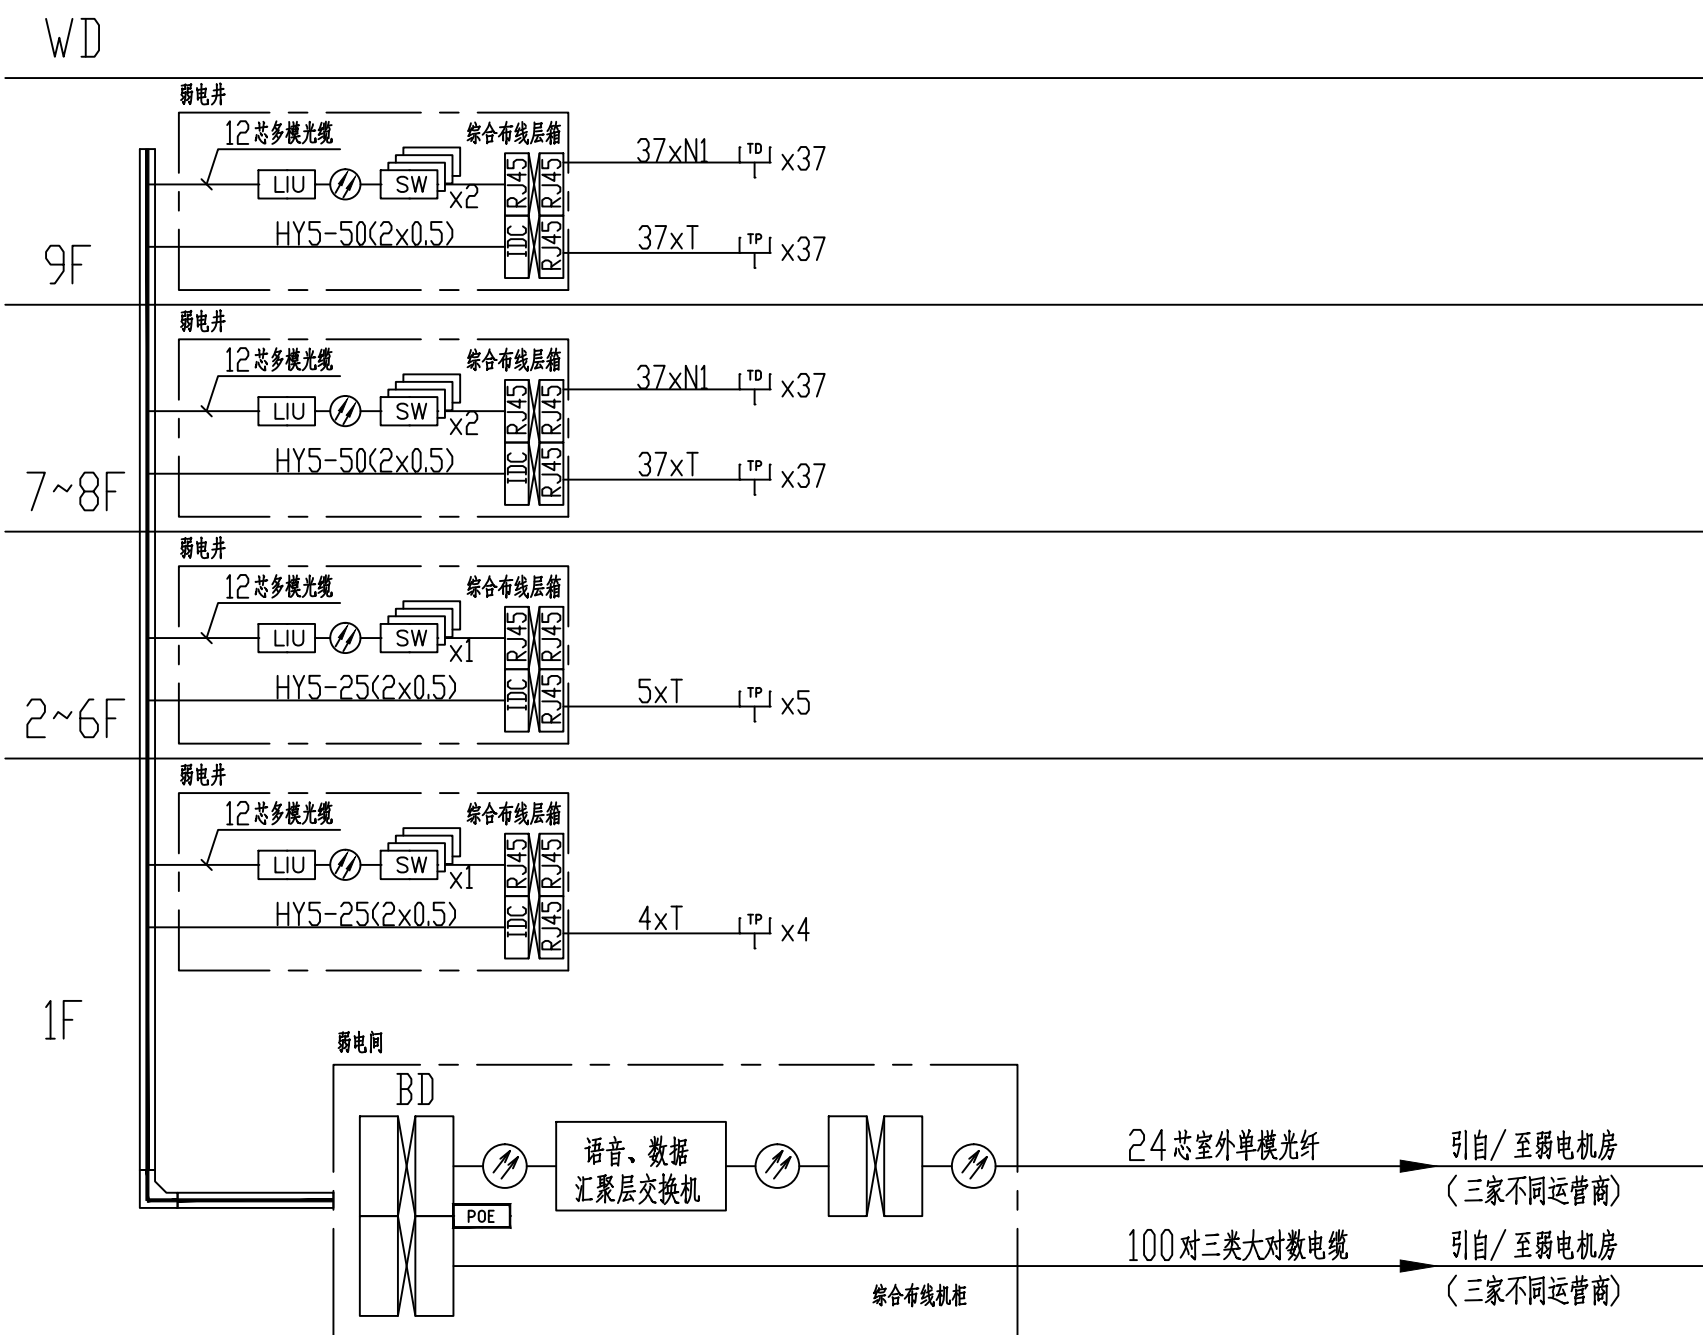 WD
弱电井
12芯多模光缆
综合布线层箱
LIU
SW
x2
RJ45
RJ45
37xN1
TD
x37
HY5-50(2x0.5)
IDC
RJ45
37xT
TP
x37
9F
弱电井
12芯多模光缆
综合布线层箱
LIU
SW
x2
RJ45
RJ45
37xN1
TD
x37
HY5-50(2x0.5)
IDC
RJ45
37xT
TP
x37
7~8F
弱电井
12芯多模光缆
综合布线层箱
LIU
SW
x1
RJ45
RJ45
HY5-25(2x0.5)
IDC
RJ45
5xT
TP
x5
2~6F
弱电井
12芯多模光缆
综合布线层箱
LIU
SW
x1
RJ45
RJ45
HY5-25(2x0.5)
IDC
RJ45
4xT
TP
x4
1F
弱电间
BD
语音、数据
汇聚层交换机
24芯室外单模光纤
引自/至弱电机房
(三家不同运营商)
POE
100对三类大对数电缆
引自/至弱电机房
(三家不同运营商)
综合布线机柜